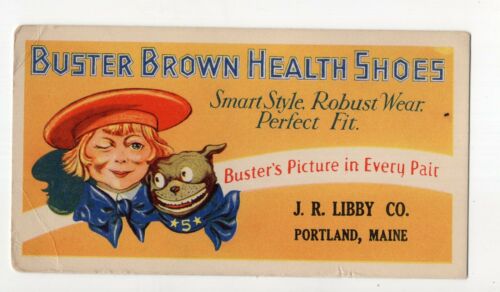 BUSTER BROWN HEALTH SHOES
Smart Style. Robust Wear.
Perfect Fit.
Buster's Picture in Every Pair
5
J. R. LIBBY CO.
PORTLAND, MAINE